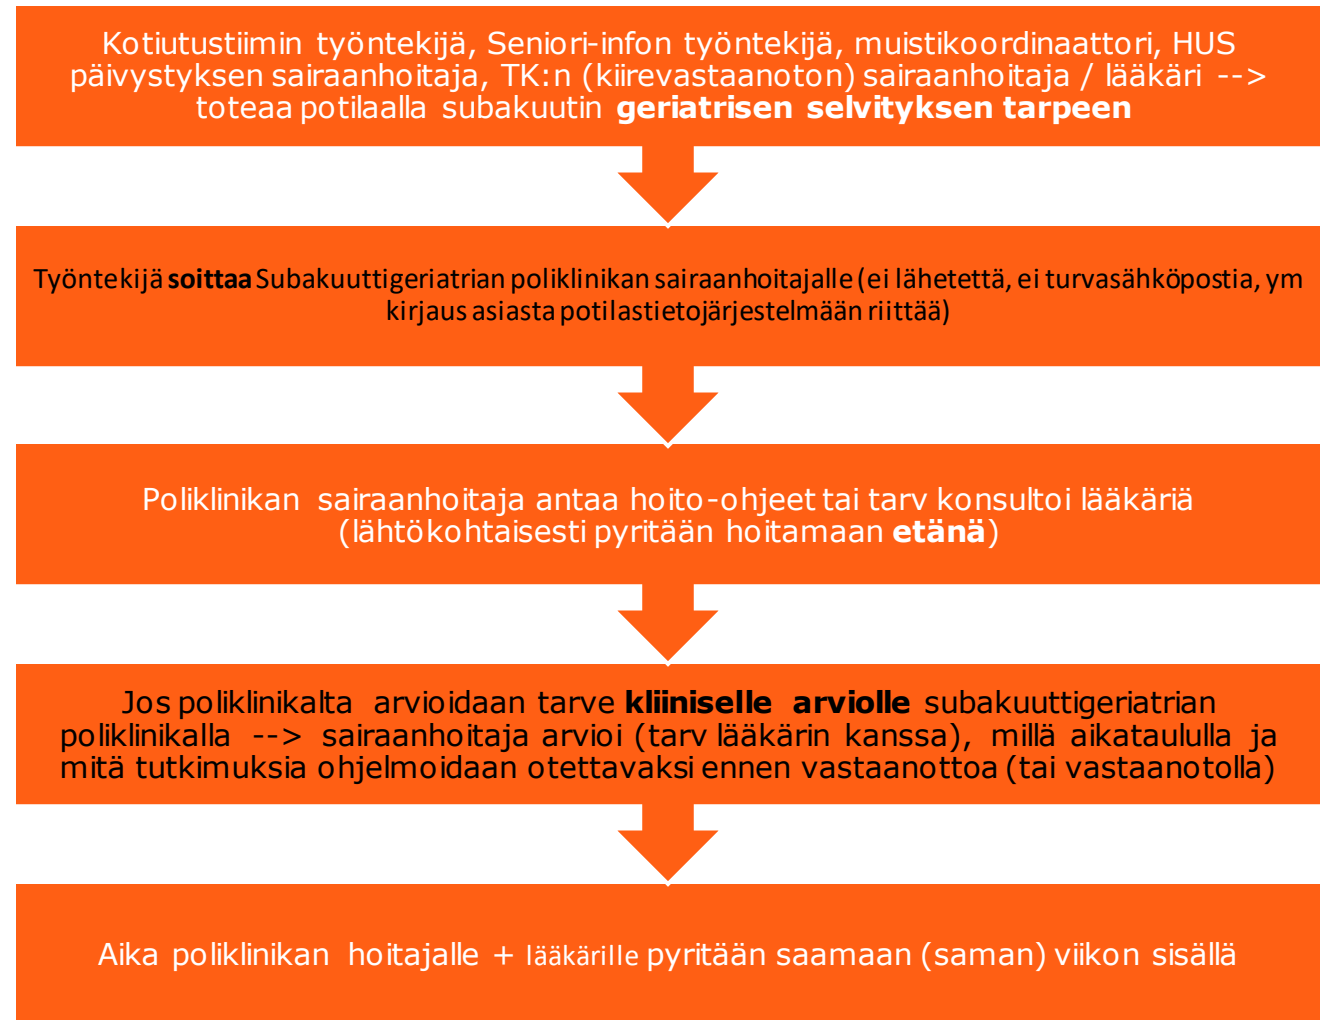 Kotiutustiimin työntekijä, Seniori-infon työntekijä, muistikoordinaattori, HUS
päivystyksen sairaanhoitaja, TK:n (kiirevastaanoton) sairaanhoitaja / lääkäri -->
toteaa potilaalla subakuutin geriatrisen selvityksen tarpeen
Työntekijä soittaa Subakuuttigeriatrian poliklinikan sairaanhoitajalle (ei lähetettä, ei turvasähköpostia, ym
kirjaus asiasta potilastietojärjestelmään riittää)
Poliklinikan sairaanhoitaja antaa hoito-ohjeet tai tarv konsultoi lääkäriä
(lähtökohtaisesti pyritään hoitamaan etänä)
Jos poliklinikalta arvioidaan tarve kliiniselle arviolle subakuuttigeriatrian
poliklinikalla --> sairaanhoitaja arvioi (tarv lääkärin kanssa), millä aikataululla ja
mitä tutkimuksia ohjelmoidaan otettavaksi ennen vastaanottoa (tai vastaanotolla)
Aika poliklinikan hoitajalle + lääkärille pyritään saamaan (saman) viikon sisällä